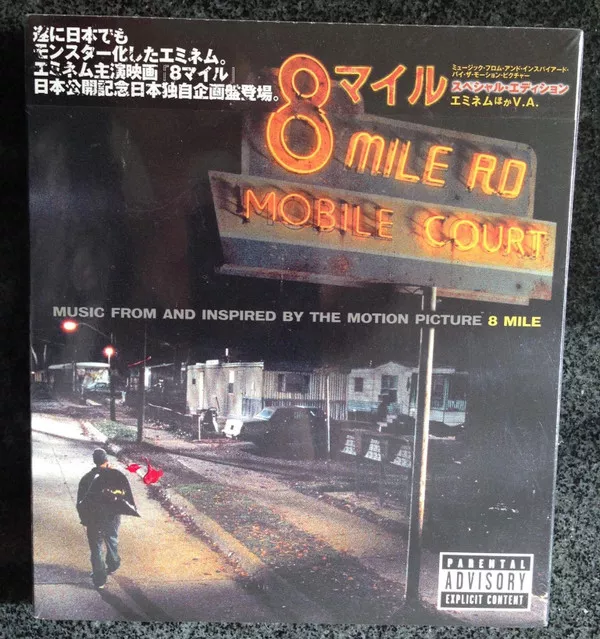 遂に日本でも
モンスター化したエミネム。
エミネム主演映画『8マイル』
日本公開記念日本独自企画盤登場。
8マイル
ミュージック・フロム・アンド・インスパイアード・
バイ・ザ・モーション・ピクチャー
スペシャル・エディション
エミネムほかV.A.
8 MILE RD
MOBILE COURT
MUSIC FROM AND INSPIRED BY THE MOTION PICTURE 8 MILE
PARENTAL
ADVISORY
EXPLICIT CONTENT